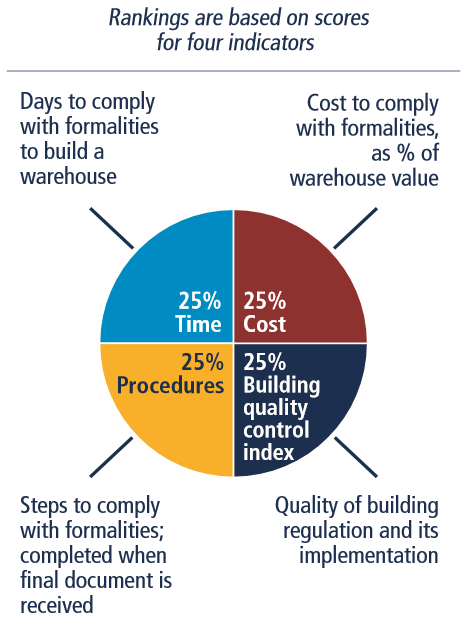 Rankings are based on scores
for four indicators
Days to comply
with formalities
to build a
warehouse
Cost to comply
with formalities,
as % of
warehouse value
25%
Time
25%
Cost
25%
Procedures
25%
Building
quality
control
index
Steps to comply
with formalities;
completed when
final document is
received
Quality of building
regulation and its
implementation